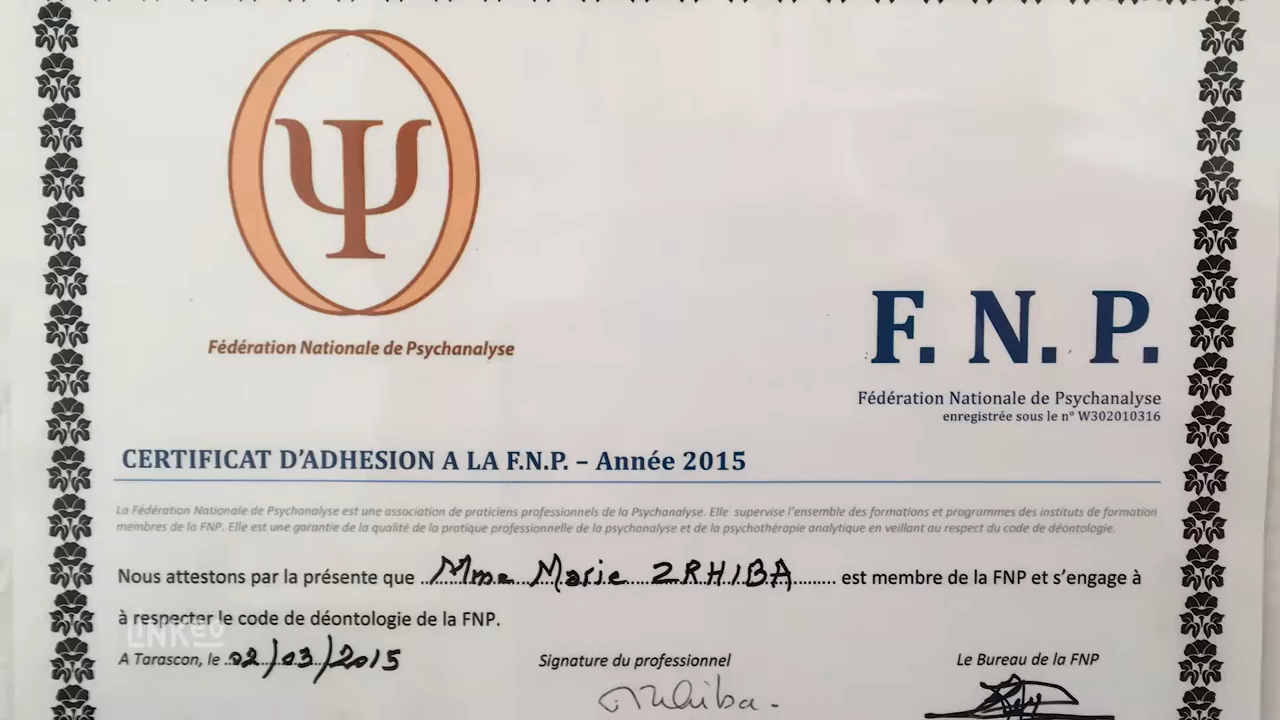 Ψ
Fédération Nationale de Psychanalyse
F. N. P.
Fédération Nationale de Psychanalyse
enregistrée sous le n° W302010316
CERTIFICAT D'ADHESION A LA F.N.P. – Année 2015
La Fédération Nationale de Psychanalyse est une association de praticiens professionnels de la Psychanalyse. Elle supervise l'ensemble des formations et programmes des instituts de formation
membres de la FNP. Elle est une garantie de la qualité de la pratique professionnelle de la psychanalyse et de la psychothérapie analytique en veillant au respect du code de déontologie.
Nous attestons par la présente que ..Mme Marie ZRHIBA........ est membre de la FNP et s'engage à
à respecter le code de déontologie de la FNP.
LINKEO
A Tarascon, le ..02/03/2015
Signature du professionnel
Le Bureau de la FNP